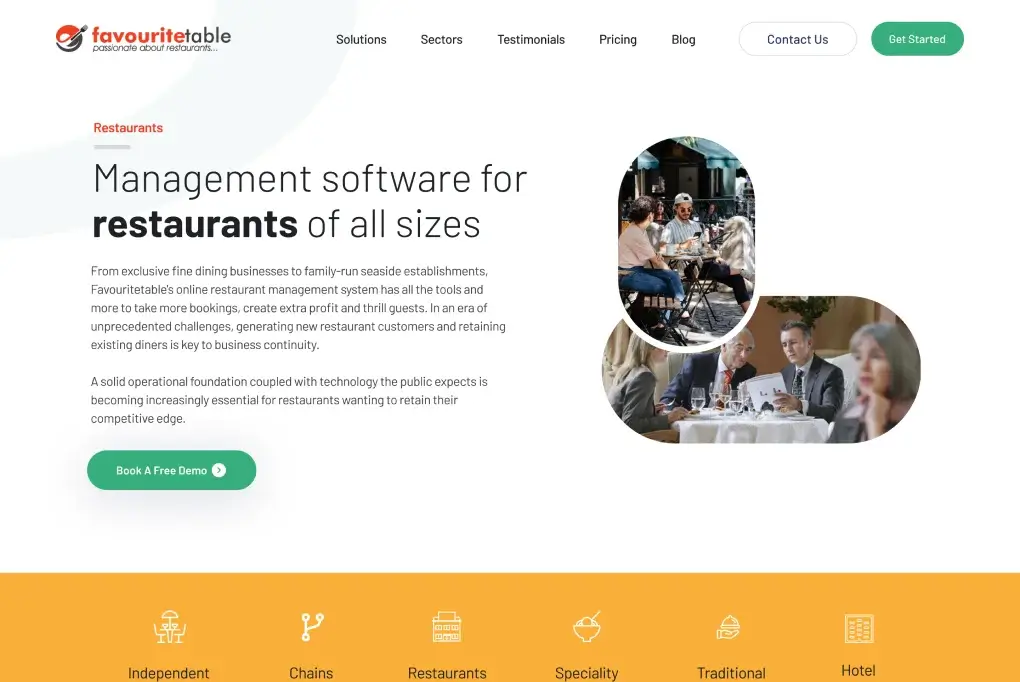 favouritetable
passionate about restaurants...
Solutions
Sectors
Testimonials
Pricing
Blog
Contact Us
Get Started
Restaurants
Management software for
restaurants of all sizes
From exclusive fine dining businesses to family-run seaside establishments,
Favouritetable's online restaurant management system has all the tools and
more to take more bookings, create extra profit and thrill guests. In an era of
unprecedented challenges, generating new restaurant customers and retaining
existing diners is key to business continuity.
A solid operational foundation coupled with technology the public expects is
becoming increasingly essential for restaurants wanting to retain their
competitive edge.
Book A Free Demo
Independent
Chains
Restaurants
Speciality
Traditional
Hotel